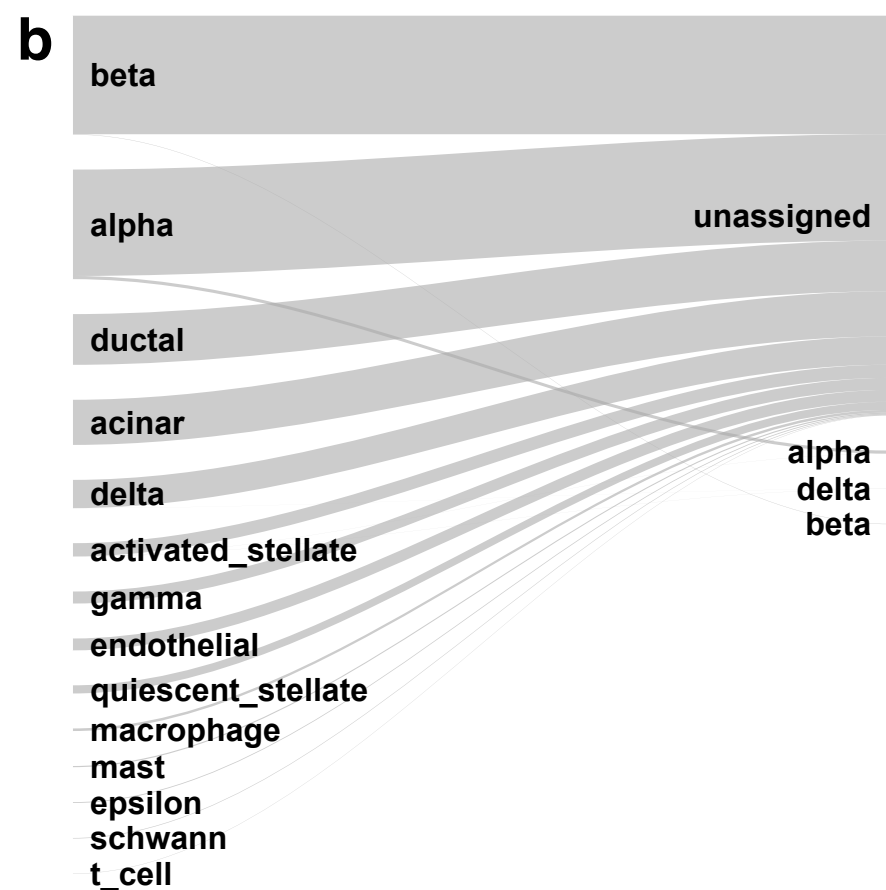 b
beta
alpha
unassigned
ductal
acinar
alpha
delta
delta
beta
activated_stellate
gamma
endothelial
quiescent_stellate
macrophage
mast
epsilon
schwann
t_cell